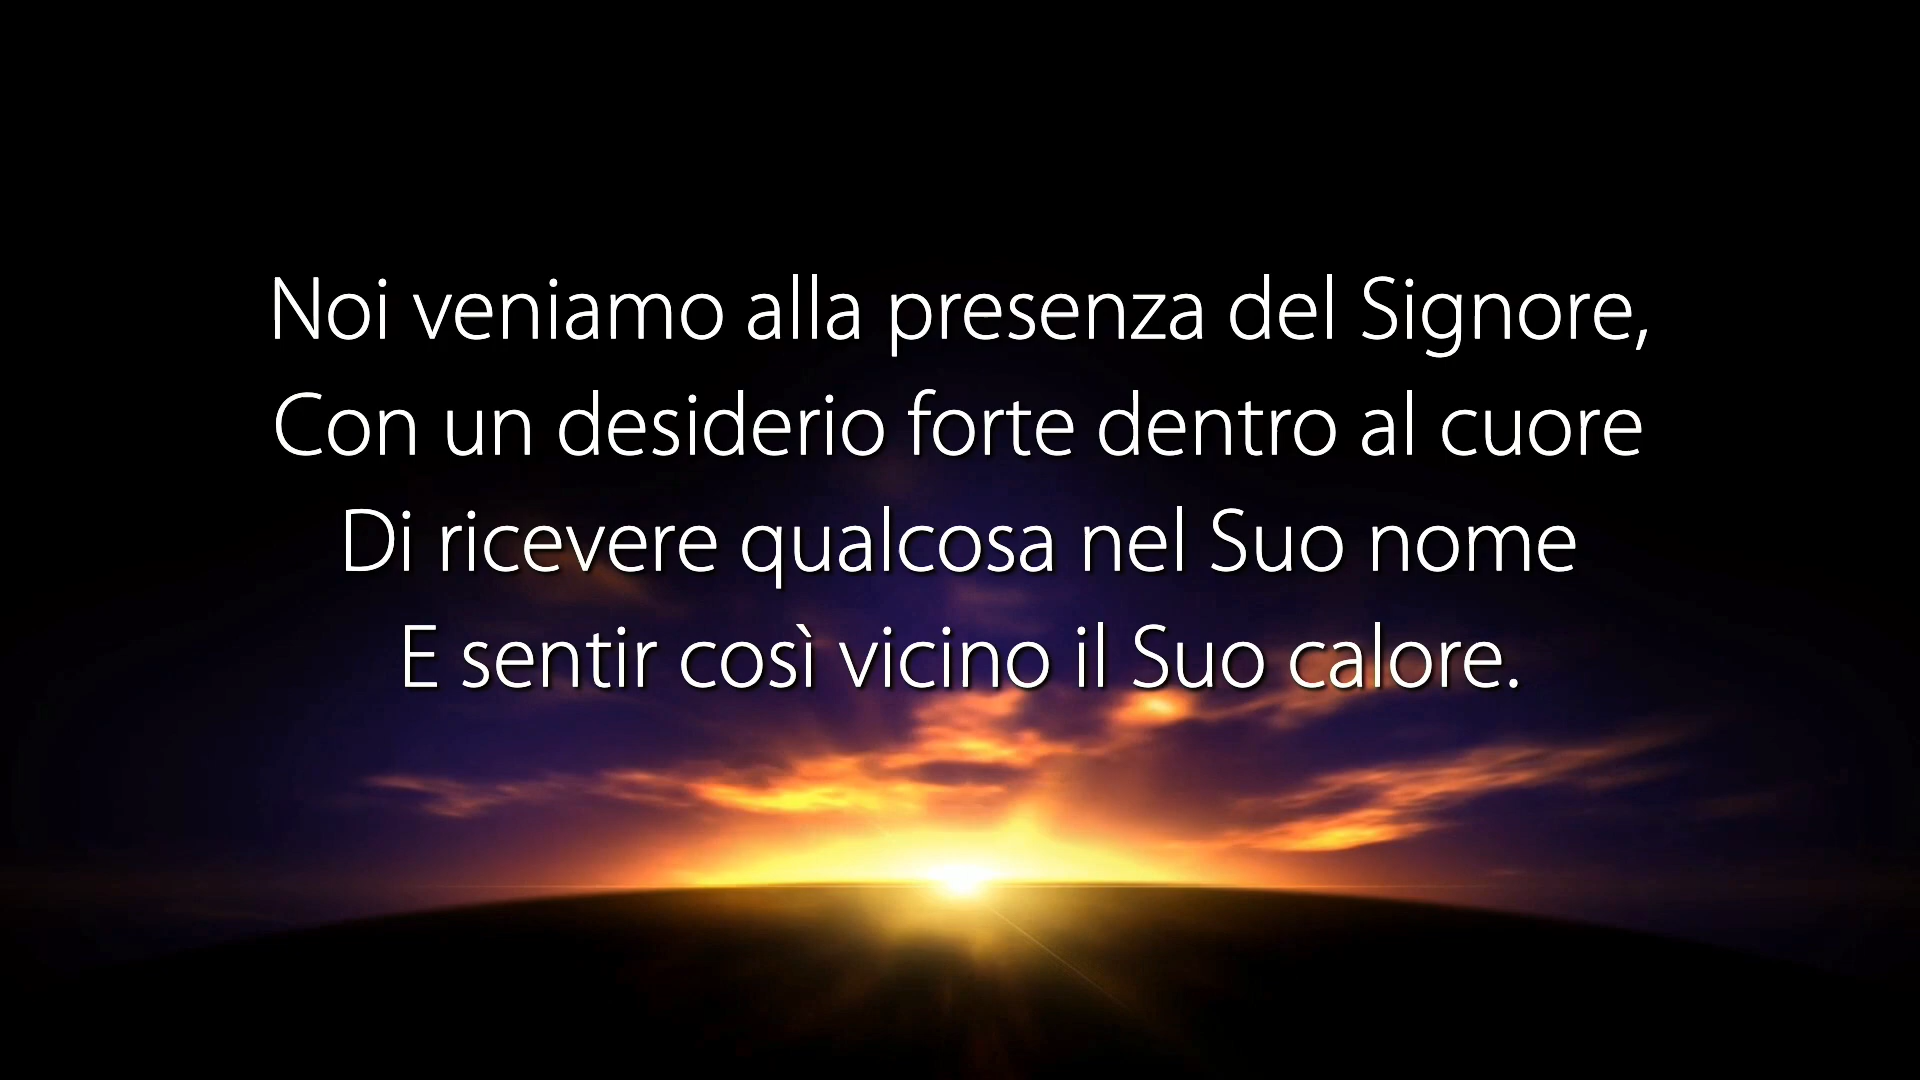 Noi veniamo alla presenza del Signore,
Con un desiderio forte dentro al cuore
Di ricevere qualcosa nel Suo nome
E sentir così vicino il Suo calore.